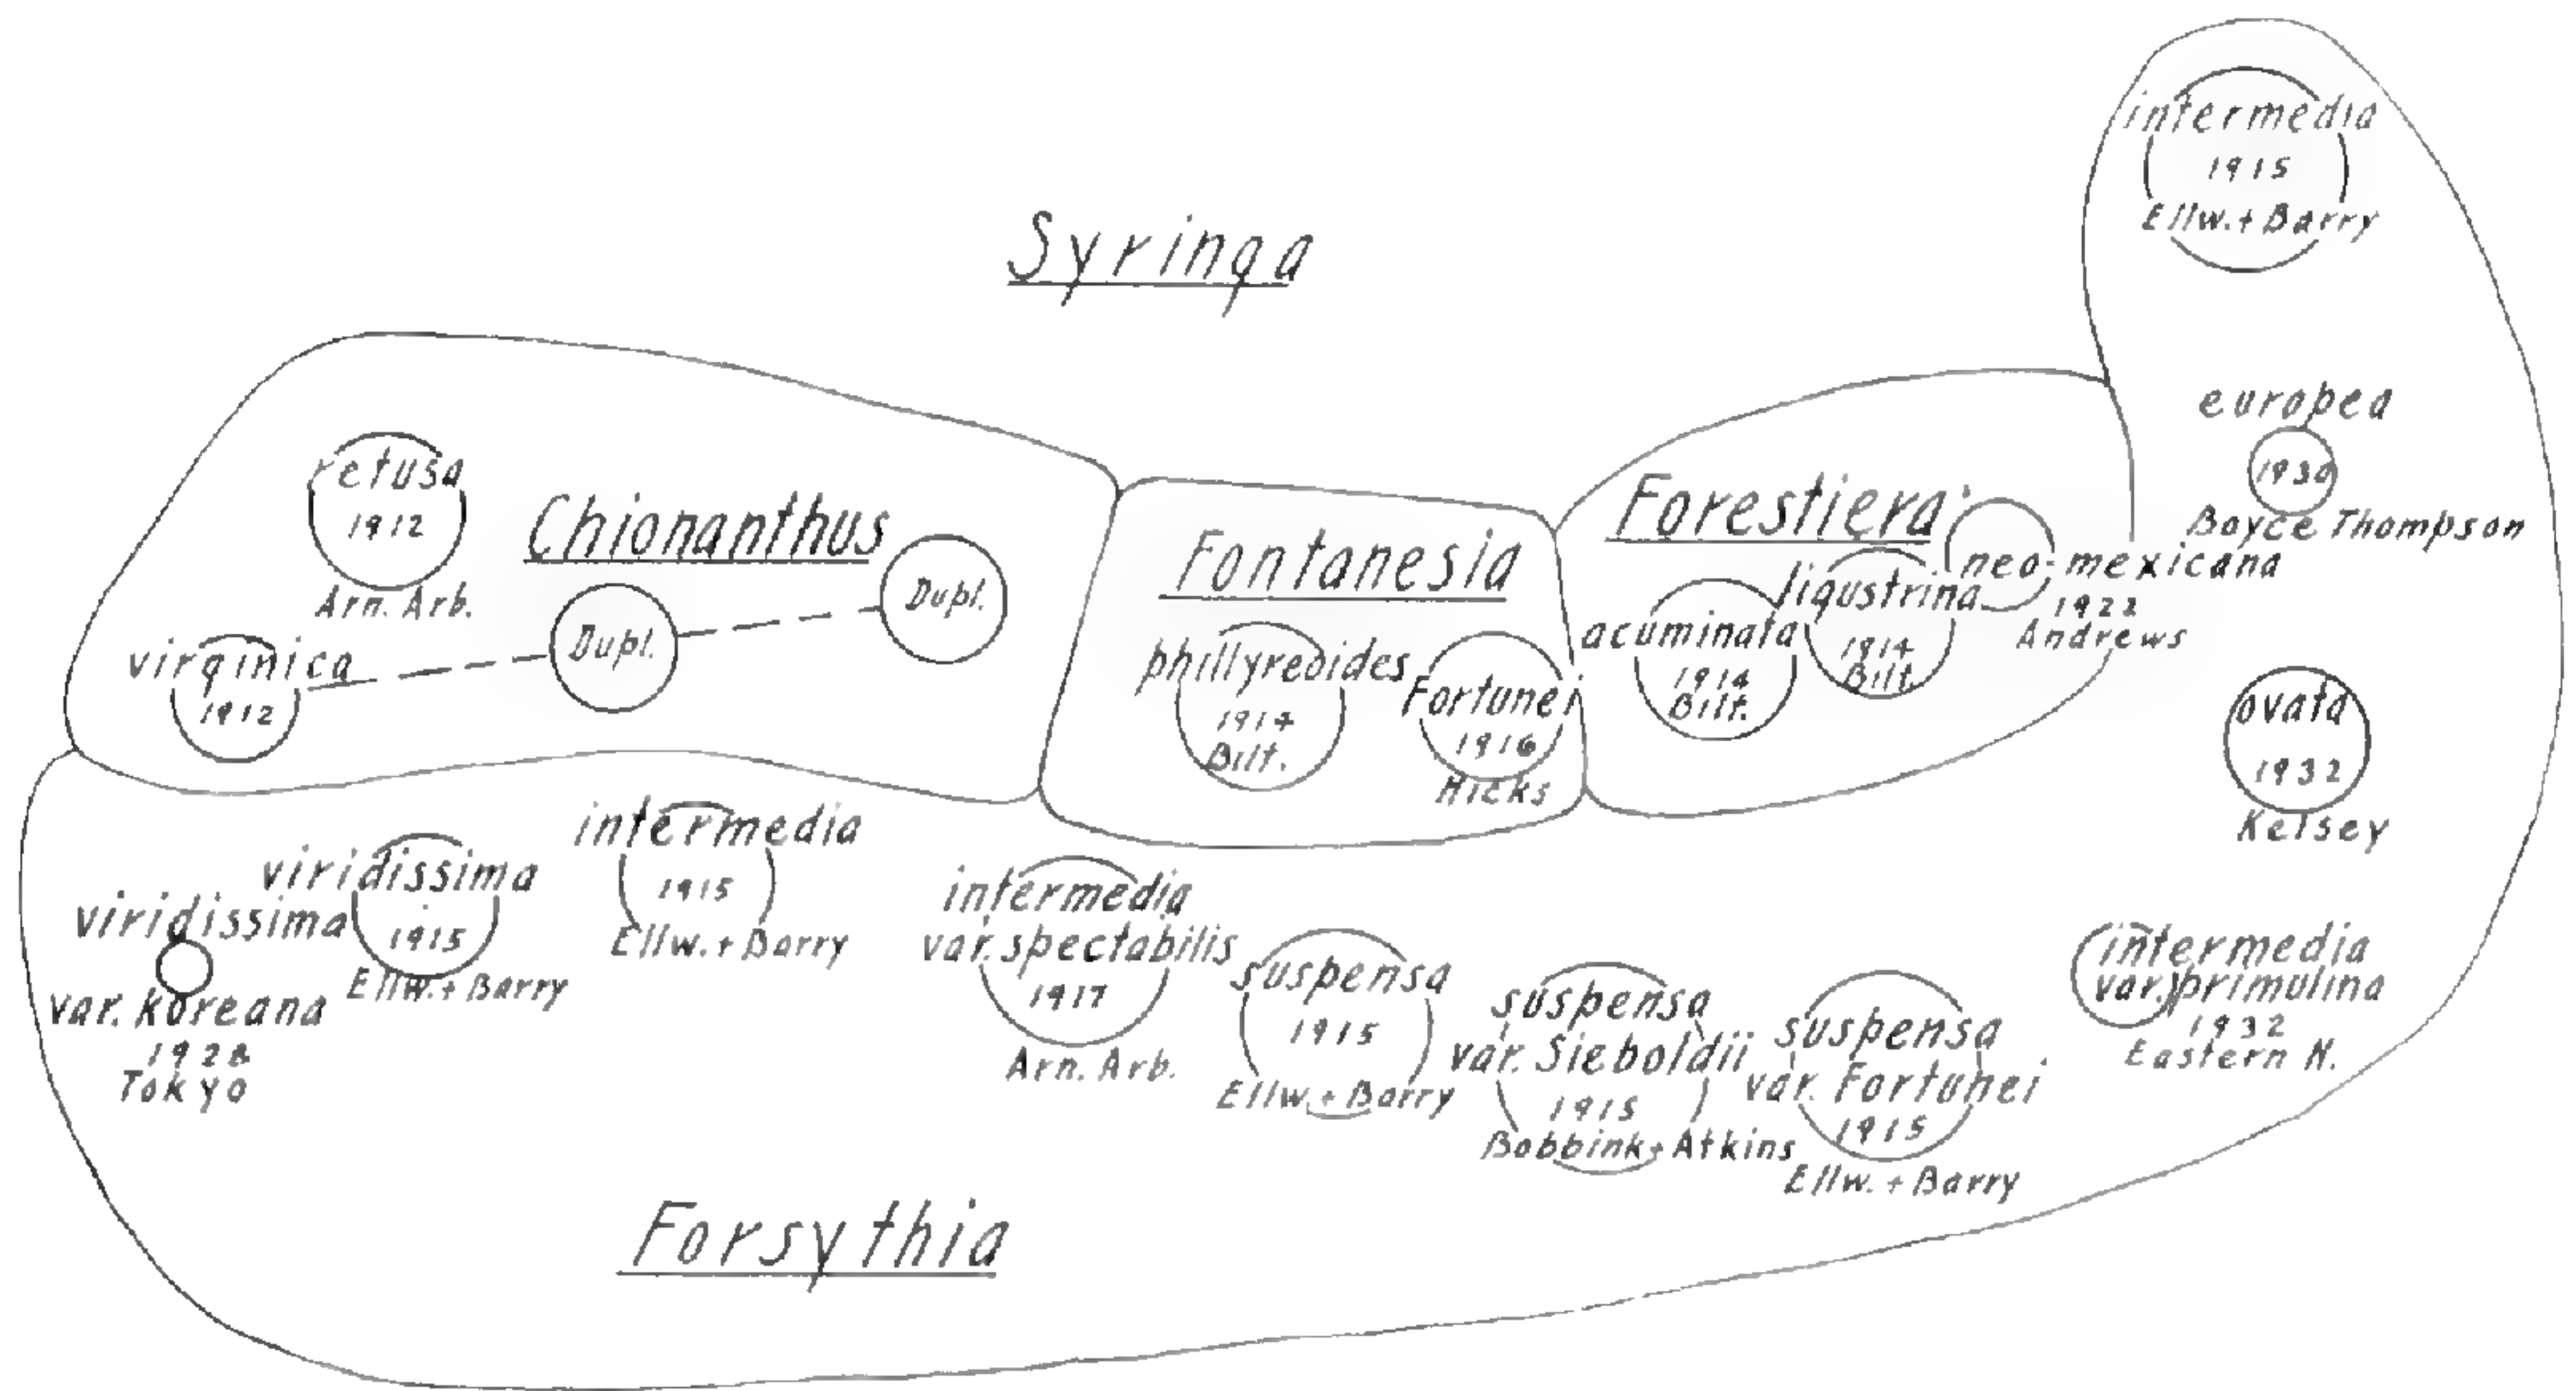 intermedia
1915
Ellw. + Barry
Syringa
europea
1930
Boyce Thompson
retusa
1912
Arn. Arb.
Chionanthus
Dupl.
Dupl.
virginica
1912
Fontanesia
phillyreoides
1914
Bilt.
Fortunei
1916
Hicks
Forestiera
neo-mexicana
1922
Andrews
ligustrina
1914
Bilt.
acuminata
1914
Bilt.
ovata
1932
Kelsey
viridissima
var. koreana
1928
Tokyo
viridissima
1915
Ellw. + Barry
intermedia
1915
Ellw. + Barry
intermedia
var. spectabilis
1917
Arn. Arb.
suspensa
1915
Ellw. + Barry
suspensa
var. Sieboldii
1915
Bobbink + Atkins
suspensa
var. Fortunei
1915
Ellw. + Barry
intermedia
var. primulina
1932
Eastern N.
Forsythia